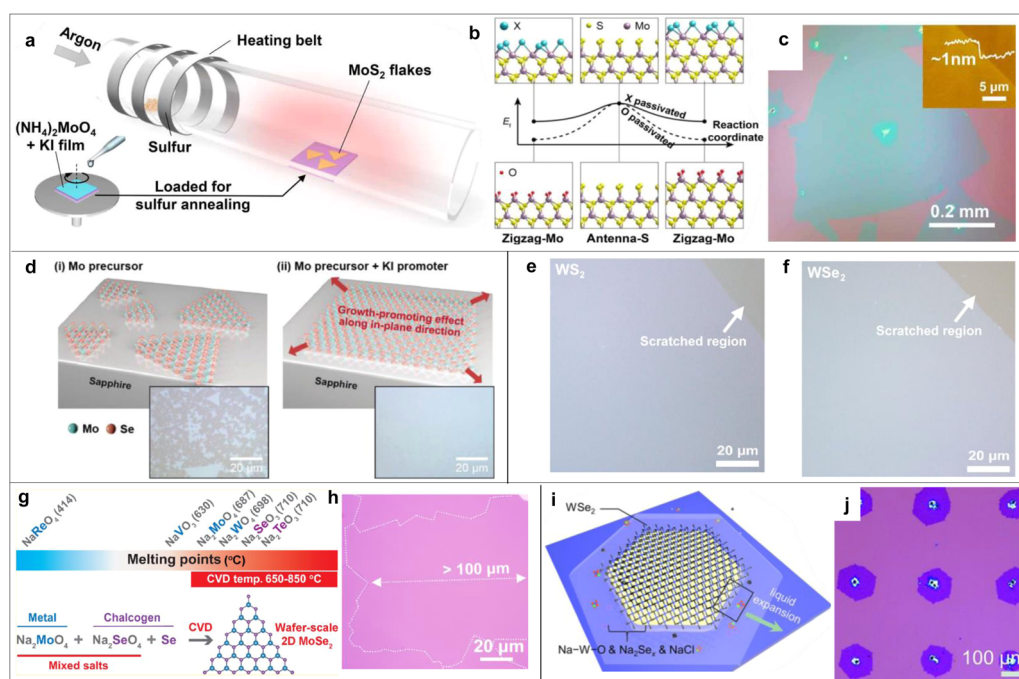 a
Argon
Heating belt
MoS₂ flakes
(NH₄)₂MoO₄
+ KI film
Sulfur
Loaded for
sulfur annealing
b
X
S
Mo
Eᵣ
X passivated
O passivated
Reaction
coordinate
O
Zigzag-Mo
Antenna-S
Zigzag-Mo
c
~1nm
5 µm
0.2 mm
d
(i) Mo precursor
(ii) Mo precursor + KI promoter
Growth-promoting effect
along in-plane direction
Sapphire
Sapphire
Mo
Se
20 µm
20 µm
e
WS₂
Scratched region
20 µm
f
WSe₂
Scratched region
20 µm
g
NaReO₄ (414)
NaVO₃ (630)
Na₂MoO₄ (687)
Na₂WO₄ (698)
Na₂SeO₃ (710)
Na₂TeO₃ (710)
Melting points (°C)
CVD temp. 650-850 °C
Metal
Chalcogen
Na₂MoO₄ + Na₂SeO₄ + Se
Mixed salts
CVD
Wafer-scale
2D MoSe₂
h
> 100 µm
20 µm
i
WSe₂
liquid
expansion
Na−W−O & Na₂Seₓ & NaCl
j
100 µm